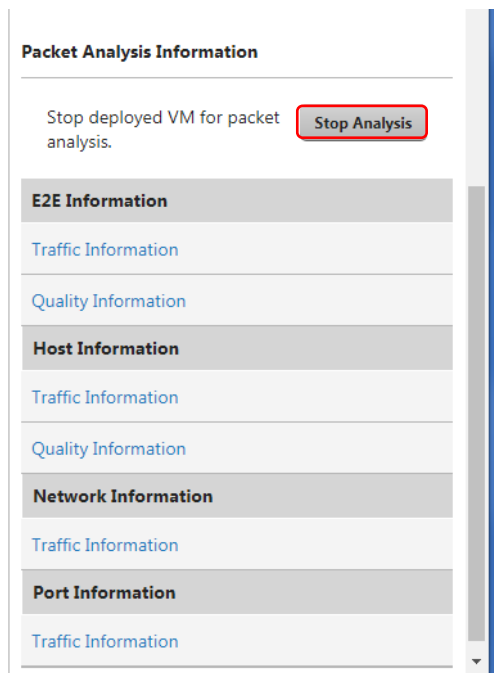 Packet Analysis Information
Stop deployed VM for packet
analysis.
Stop Analysis
E2E Information
Traffic Information
Quality Information
Host Information
Traffic Information
Quality Information
Network Information
Traffic Information
Port Information
Traffic Information